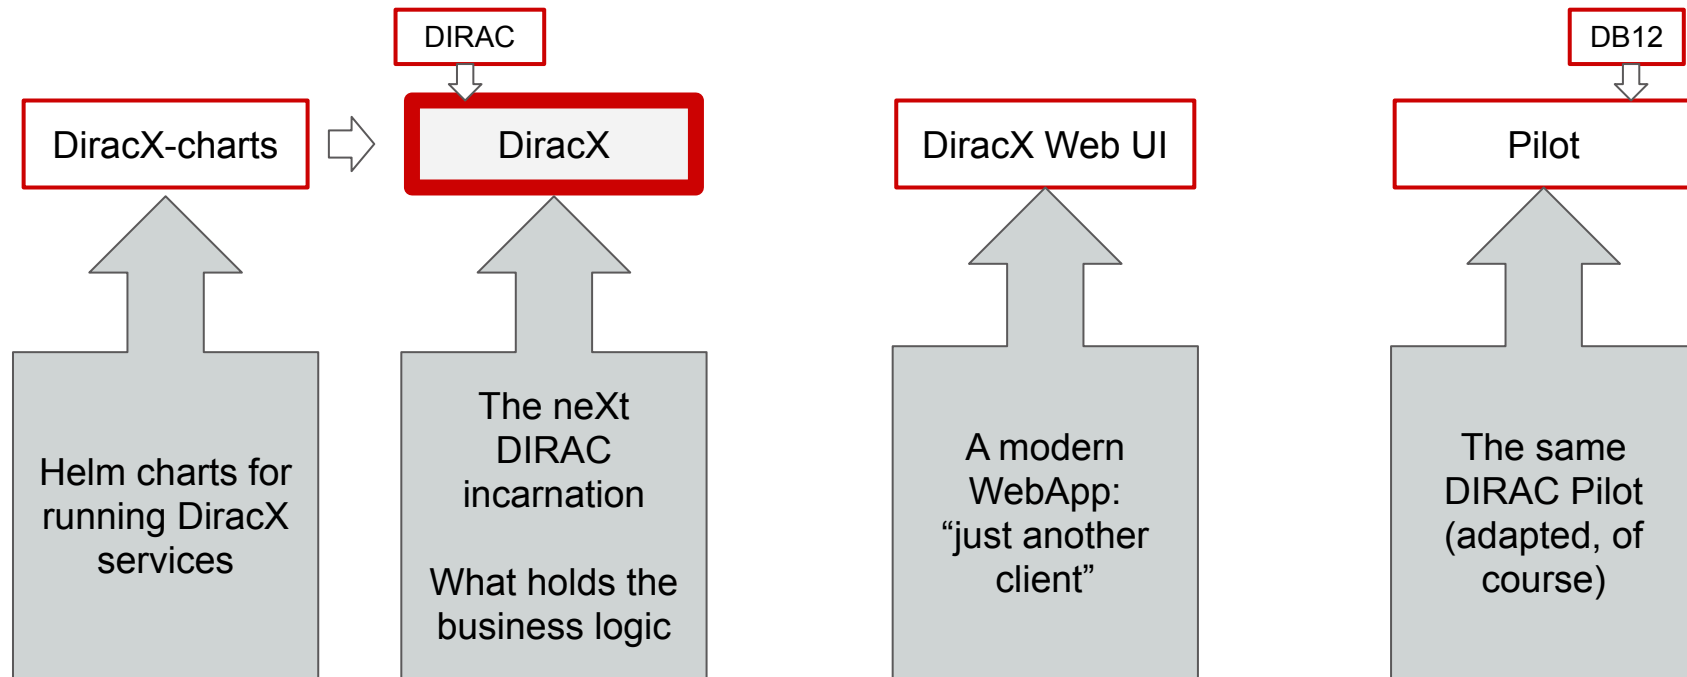 DIRAC
DB12
DiracX-charts
DiracX
DiracX Web UI
Pilot
Helm charts for
running DiracX
services
The neXt
DIRAC
incarnation
What holds the
business logic
A modern
WebApp:
“just another
client”
The same
DIRAC Pilot
(adapted, of
course)